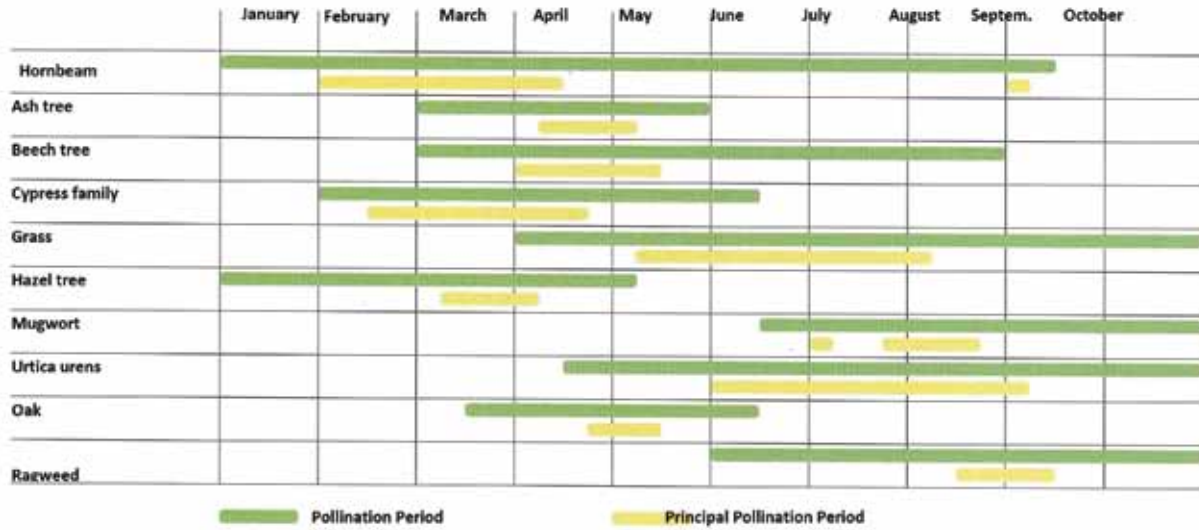 January February March April May June July August Septem. October
Hornbeam
Ash tree
Beech tree
Cypress family
Grass
Hazel tree
Mugwort
Urtica urens
Oak
Ragweed
Pollination Period Principal Pollination Period